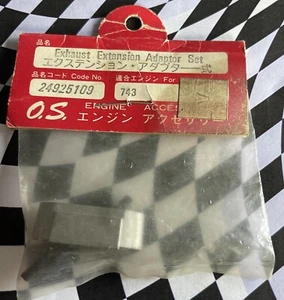 品名
Exhaust Extension Adaptor Set
エクステンション・アダプター一式
品名コード Code No. 適合エンジン For
24925109 743
ENGINE ACCES
O.S. エンジン アクセサリー